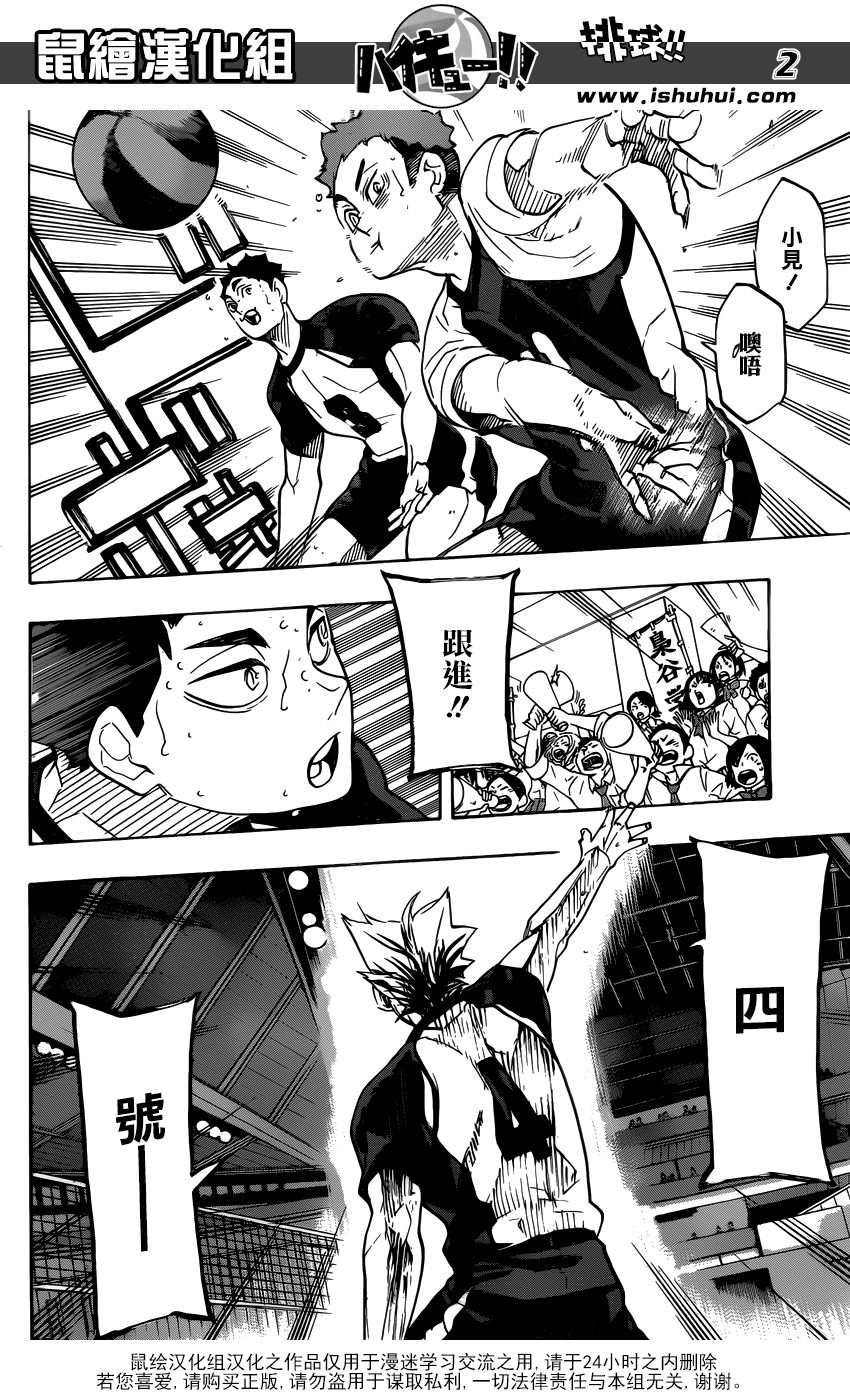 鼠繪漢化組
ハイキュー!!
排球!!
2
www.ishuhui.com
小見！
噢唔
8
梟谷学
跟進!!
四
號——
4
鼠绘汉化组汉化之作品仅用于漫迷学习交流之用,请于24小时之内删除
若您喜爱,请购买正版,请勿用于谋取私利,一切法律责任与本组无关,谢谢。